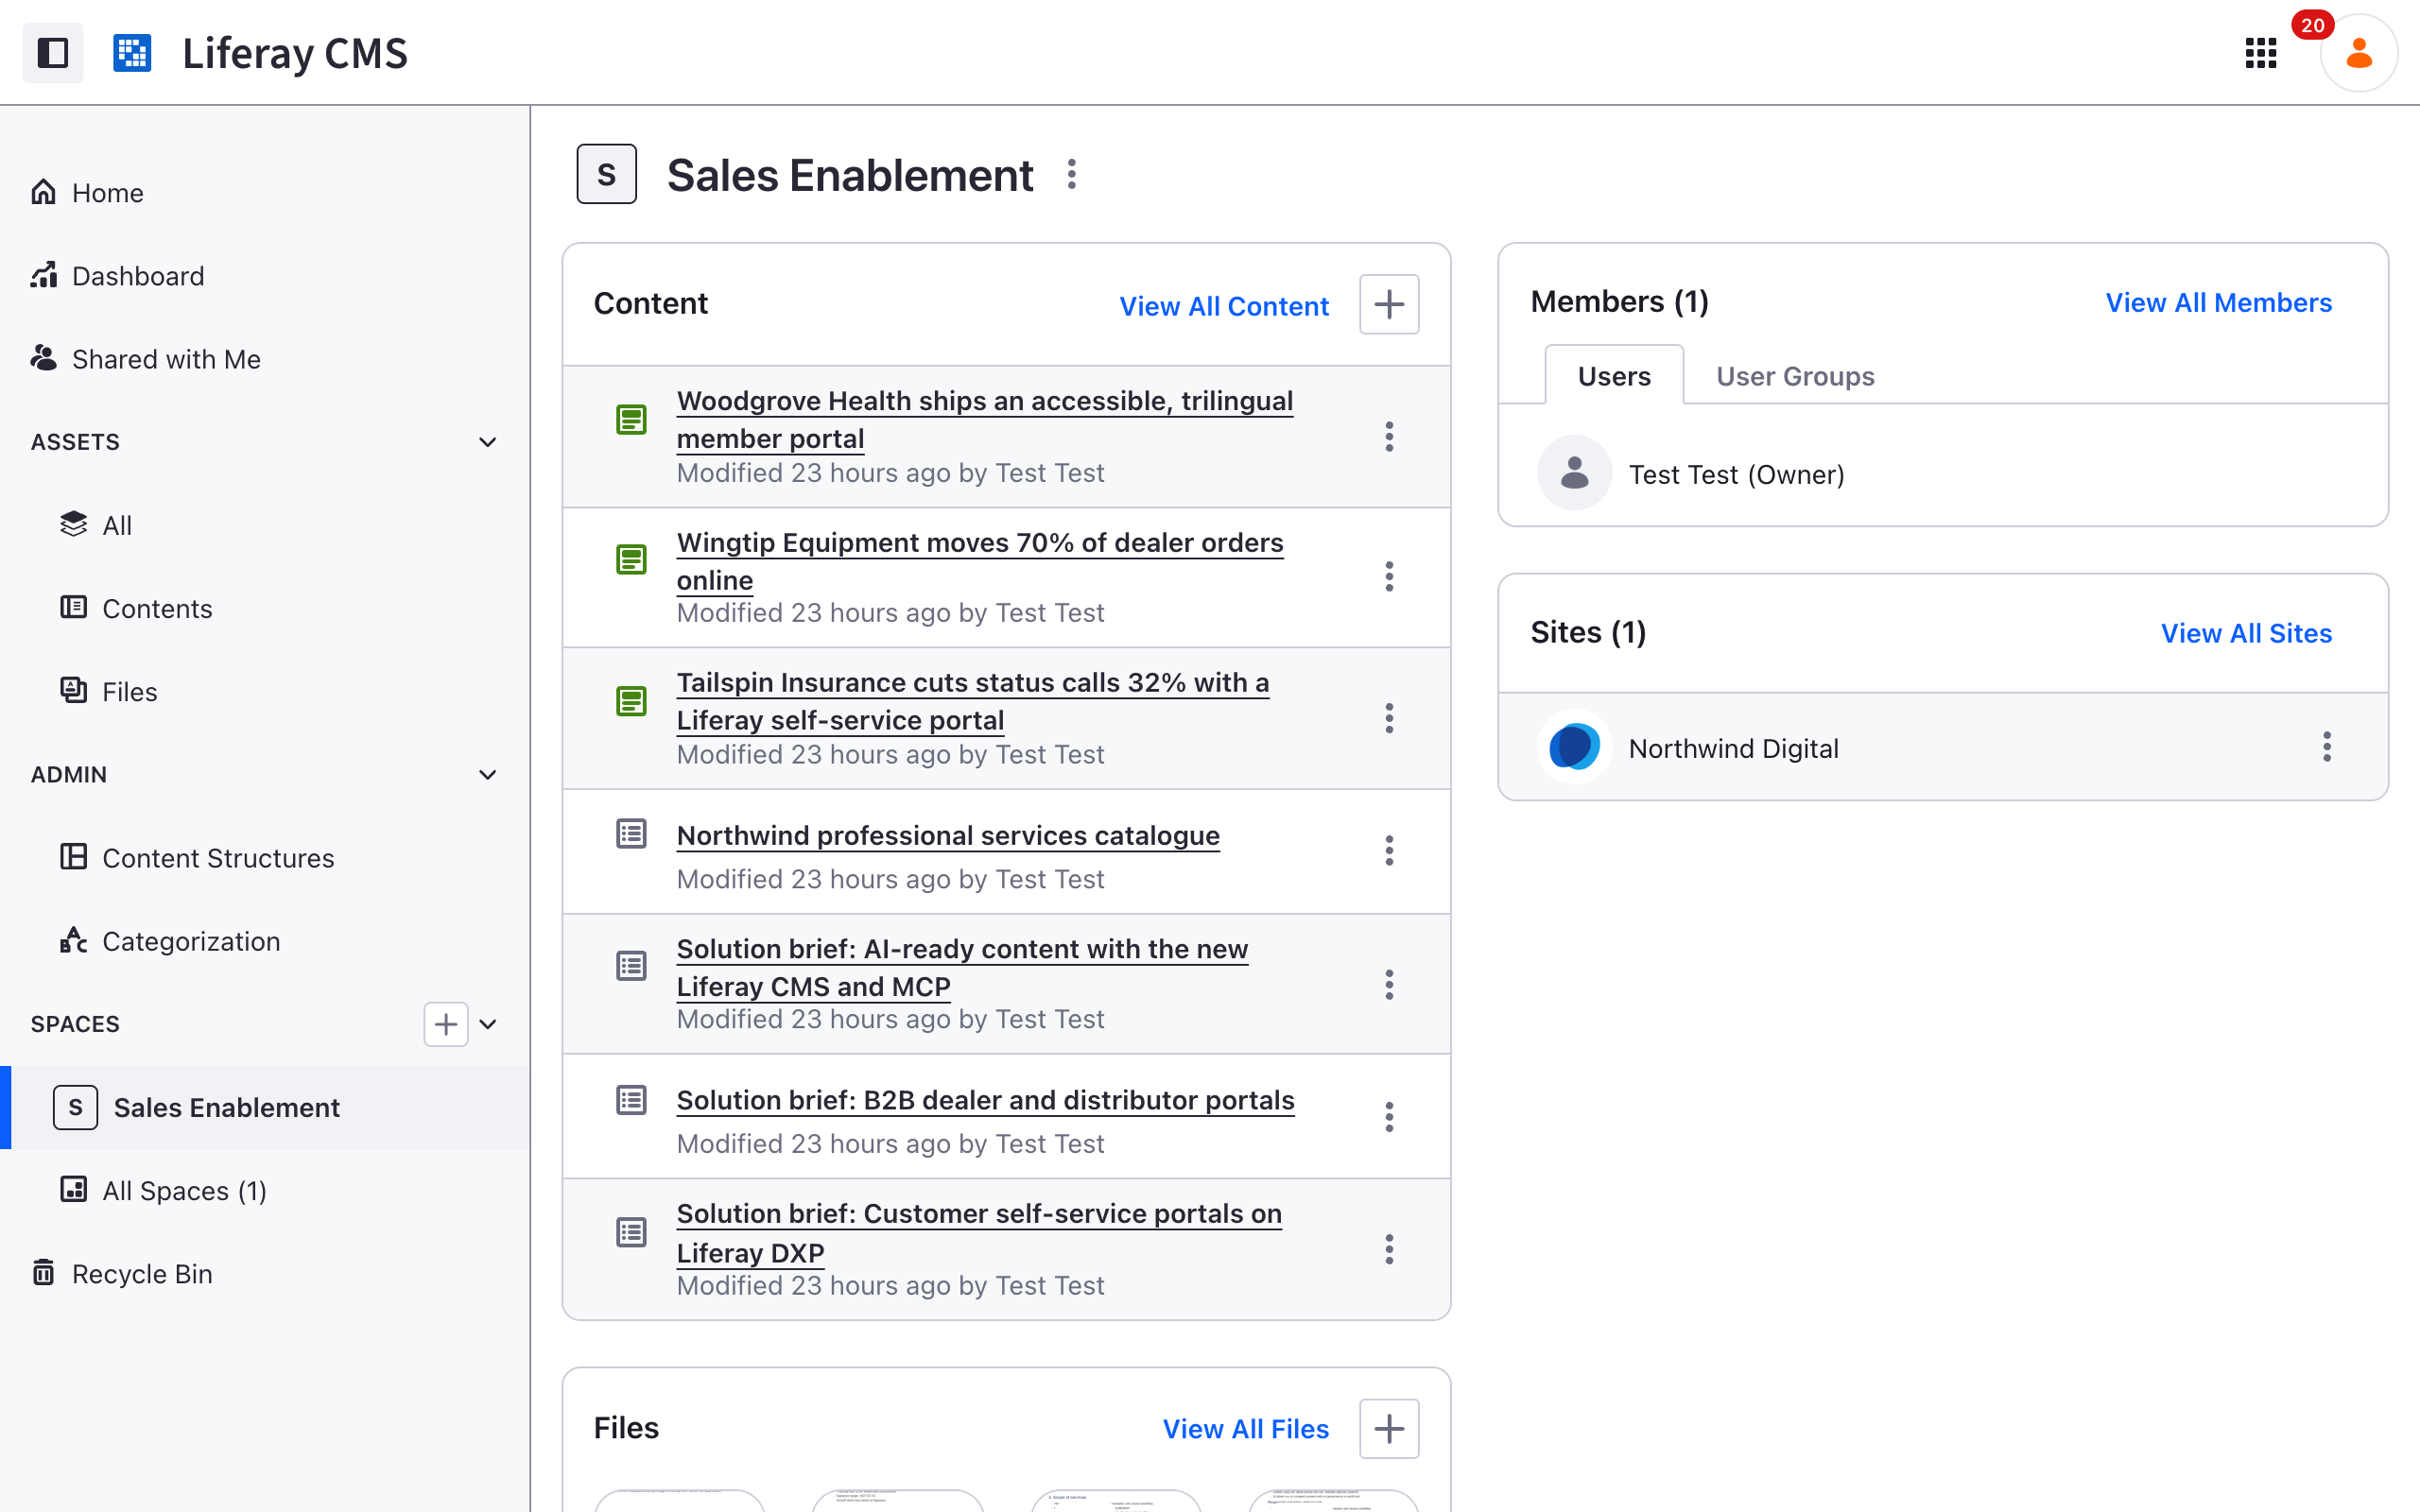 Liferay CMS
20
Home
Dashboard
Shared with Me
ASSETS
All
Contents
Files
ADMIN
Content Structures
Categorization
SPACES
S Sales Enablement
All Spaces (1)
Recycle Bin
S Sales Enablement
Content
View All Content
Woodgrove Health ships an accessible, trilingual
member portal
Modified 23 hours ago by Test Test
Wingtip Equipment moves 70% of dealer orders
online
Modified 23 hours ago by Test Test
Tailspin Insurance cuts status calls 32% with a
Liferay self-service portal
Modified 23 hours ago by Test Test
Northwind professional services catalogue
Modified 23 hours ago by Test Test
Solution brief: AI-ready content with the new
Liferay CMS and MCP
Modified 23 hours ago by Test Test
Solution brief: B2B dealer and distributor portals
Modified 23 hours ago by Test Test
Solution brief: Customer self-service portals on
Liferay DXP
Modified 23 hours ago by Test Test
Files
View All Files
Members (1)
View All Members
Users
User Groups
Test Test (Owner)
Sites (1)
View All Sites
Northwind Digital